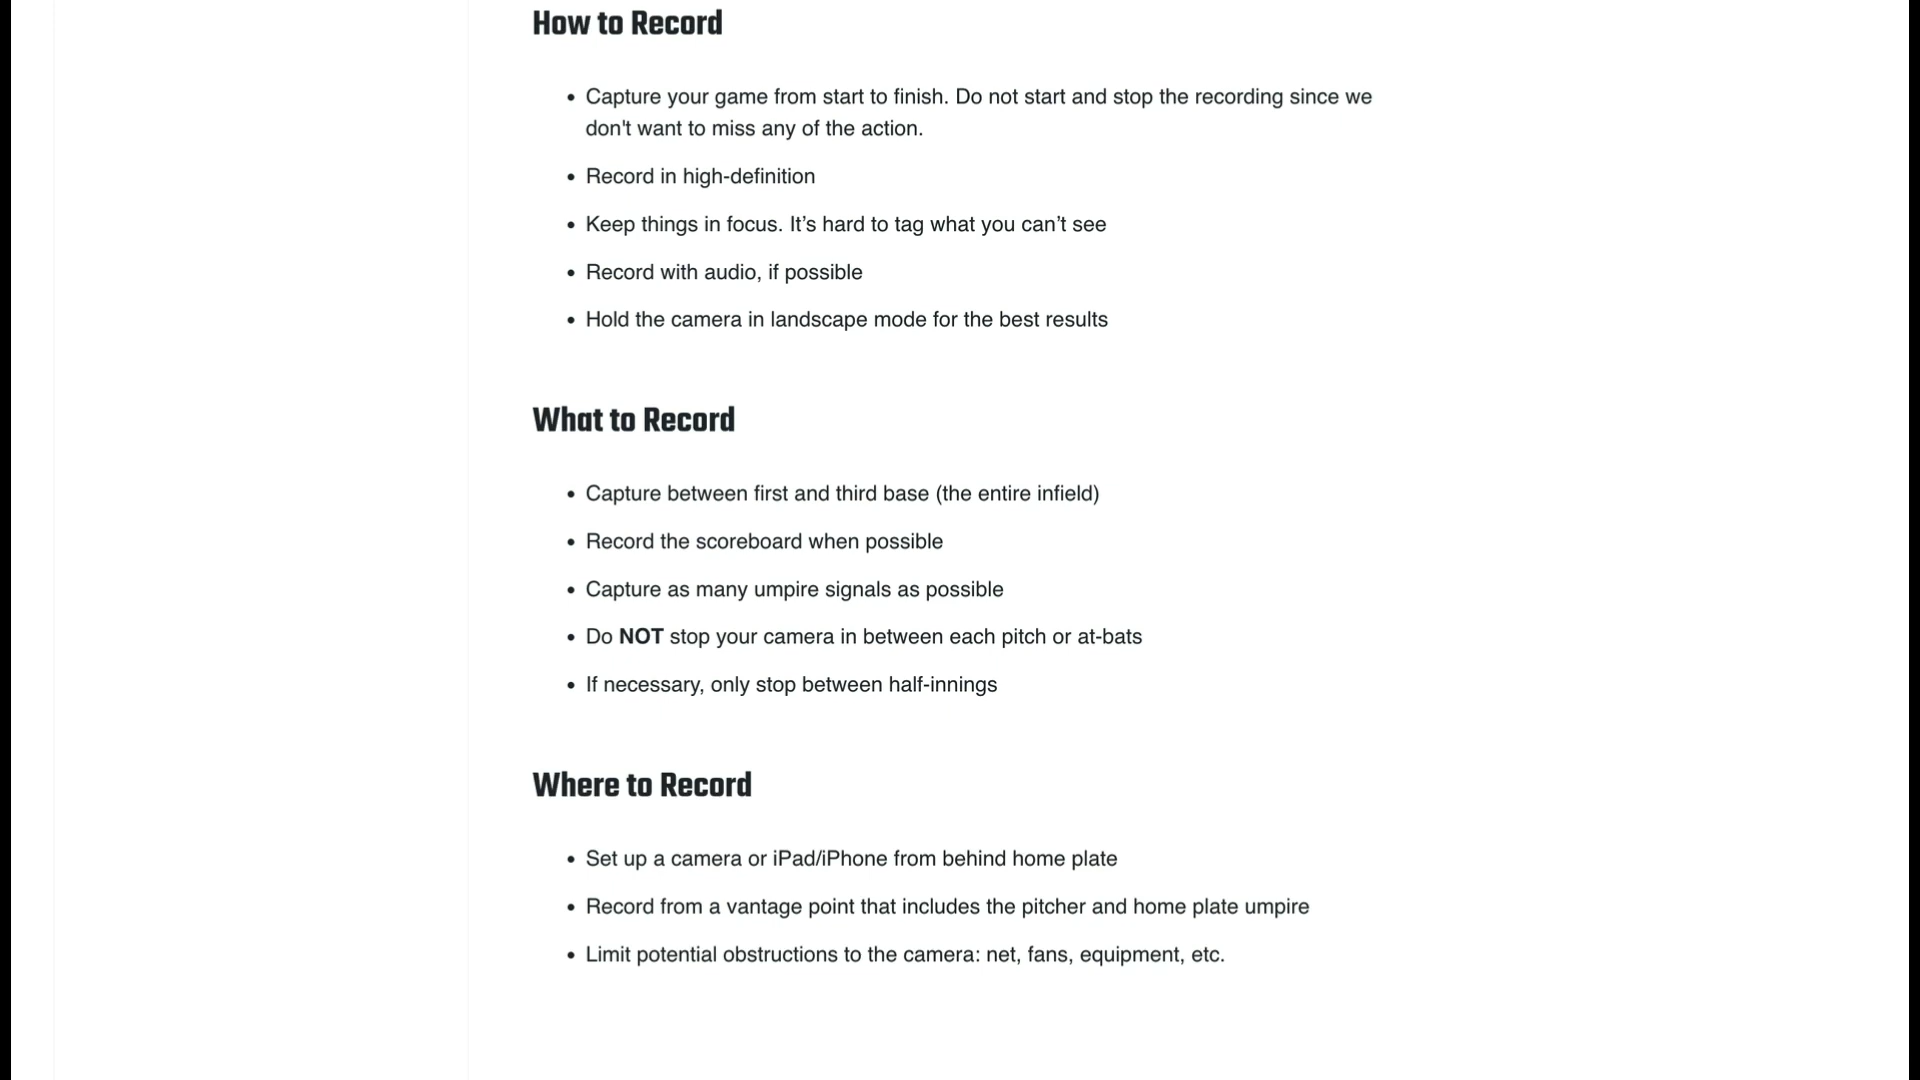 How to Record
• Capture your game from start to finish. Do not start and stop the recording since we
don't want to miss any of the action.
• Record in high-definition
• Keep things in focus. It’s hard to tag what you can’t see
• Record with audio, if possible
• Hold the camera in landscape mode for the best results
What to Record
• Capture between first and third base (the entire infield)
• Record the scoreboard when possible
• Capture as many umpire signals as possible
• Do NOT stop your camera in between each pitch or at-bats
• If necessary, only stop between half-innings
Where to Record
• Set up a camera or iPad/iPhone from behind home plate
• Record from a vantage point that includes the pitcher and home plate umpire
• Limit potential obstructions to the camera: net, fans, equipment, etc.